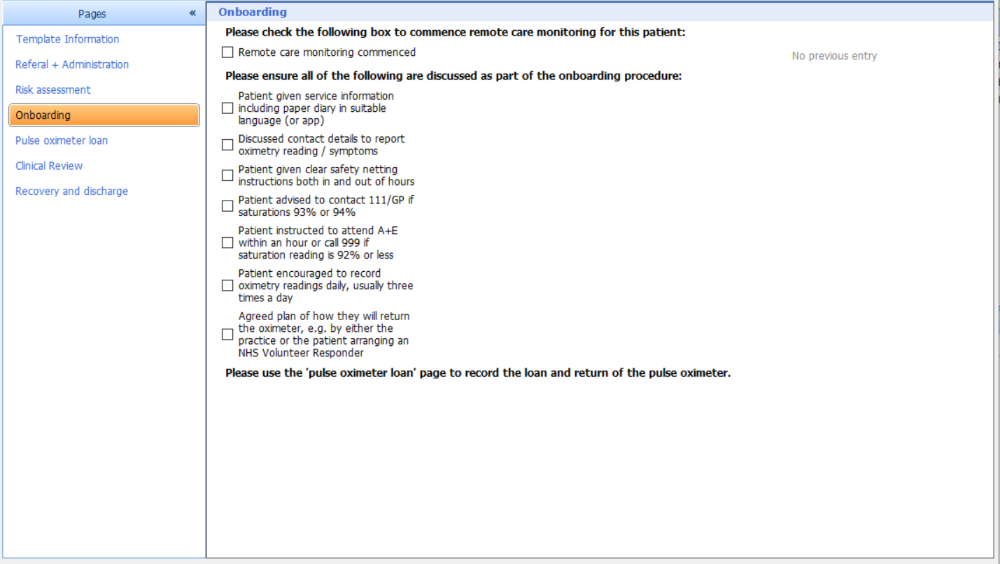 Pages «
Template Information
Referal + Administration
Risk assessment
Onboarding
Pulse oximeter loan
Clinical Review
Recovery and discharge
Onboarding
Please check the following box to commence remote care monitoring for this patient:
Remote care monitoring commenced
No previous entry
Please ensure all of the following are discussed as part of the onboarding procedure:
Patient given service information
including paper diary in suitable
language (or app)
Discussed contact details to report
oximetry reading / symptoms
Patient given clear safety netting
instructions both in and out of hours
Patient advised to contact 111/GP if
saturations 93% or 94%
Patient instructed to attend A+E
within an hour or call 999 if
saturation reading is 92% or less
Patient encouraged to record
oximetry readings daily, usually three
times a day
Agreed plan of how they will return
the oximeter, e.g. by either the
practice or the patient arranging an
NHS Volunteer Responder
Please use the 'pulse oximeter loan' page to record the loan and return of the pulse oximeter.